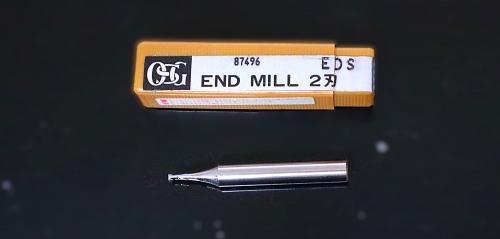 87496 EDS
OSG END MILL 2刃